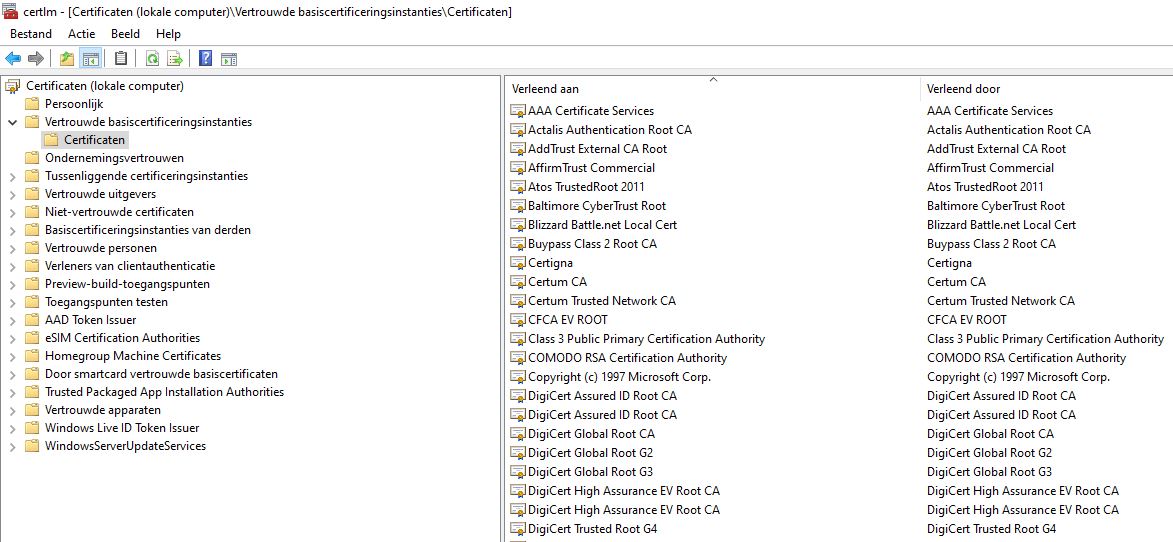 certlm - [Certificaten (lokale computer)\Vertrouwde basiscertificeringsinstanties\Certificaten]
Bestand Actie Beeld Help
Certificaten (lokale computer)
Persoonlijk
Vertrouwde basiscertificeringsinstanties
Certificaten
Ondernemingsvertrouwen
Tussenliggende certificeringsinstanties
Vertrouwde uitgevers
Niet-vertrouwde certificaten
Basiscertificeringsinstanties van derden
Vertrouwde personen
Verleners van clientauthenticatie
Preview-build-toegangspunten
Toegangspunten testen
AAD Token Issuer
eSIM Certification Authorities
Homegroup Machine Certificates
Door smartcard vertrouwde basiscertificaten
Trusted Packaged App Installation Authorities
Vertrouwde apparaten
Windows Live ID Token Issuer
WindowsServerUpdateServices
Verleend aan Verleend door
AAA Certificate Services AAA Certificate Services
Actalis Authentication Root CA Actalis Authentication Root CA
AddTrust External CA Root AddTrust External CA Root
AffirmTrust Commercial AffirmTrust Commercial
Atos TrustedRoot 2011 Atos TrustedRoot 2011
Baltimore CyberTrust Root Baltimore CyberTrust Root
Blizzard Battle.net Local Cert Blizzard Battle.net Local Cert
Buypass Class 2 Root CA Buypass Class 2 Root CA
Certigna Certigna
Certum CA Certum CA
Certum Trusted Network CA Certum Trusted Network CA
CFCA EV ROOT CFCA EV ROOT
Class 3 Public Primary Certification Authority Class 3 Public Primary Certification Authority
COMODO RSA Certification Authority COMODO RSA Certification Authority
Copyright (c) 1997 Microsoft Corp. Copyright (c) 1997 Microsoft Corp.
DigiCert Assured ID Root CA DigiCert Assured ID Root CA
DigiCert Assured ID Root CA DigiCert Assured ID Root CA
DigiCert Global Root CA DigiCert Global Root CA
DigiCert Global Root G2 DigiCert Global Root G2
DigiCert Global Root G3 DigiCert Global Root G3
DigiCert High Assurance EV Root CA DigiCert High Assurance EV Root CA
DigiCert High Assurance EV Root CA DigiCert High Assurance EV Root CA
DigiCert Trusted Root G4 DigiCert Trusted Root G4